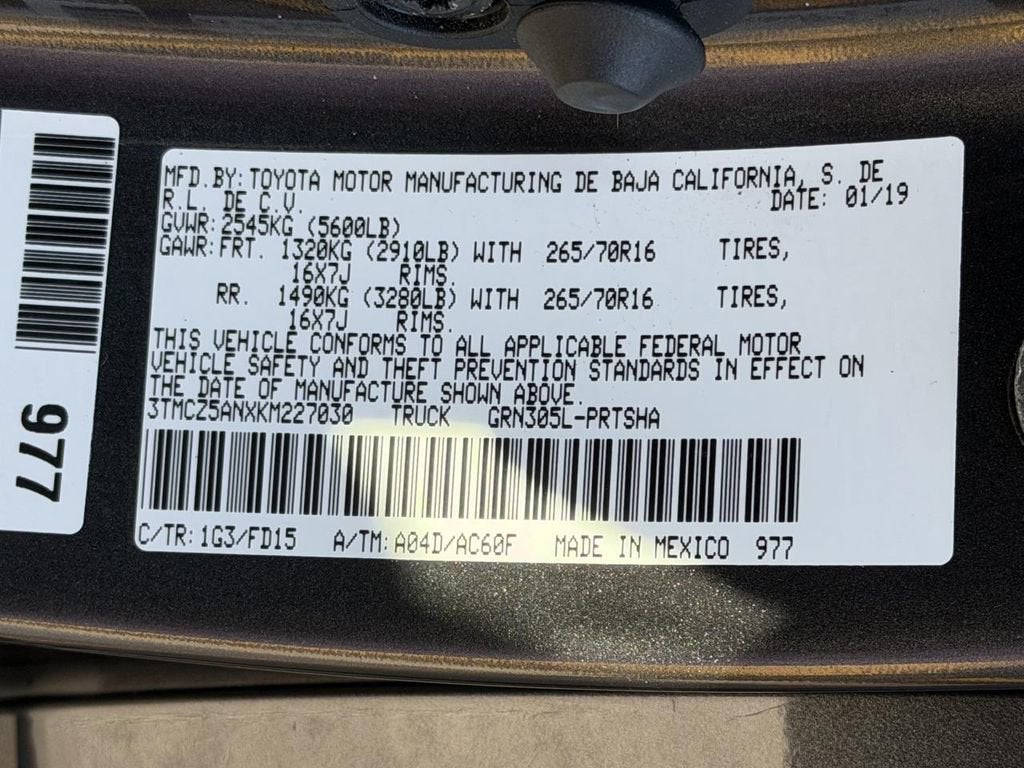 977
MFD.BY: TOYOTA MOTOR MANUFACTURING DE BAJA CALIFORNIA, S. DE
R.L. DE C.V. DATE: 01/19
GVWR: 2545KG (5600LB)
GAWR: FRT. 1320KG (2910LB) WITH 265/70R16 TIRES,
16X7J RIMS.
RR. 1490KG (3280LB) WITH 265/70R16 TIRES,
16X7J RIMS.
THIS VEHICLE CONFORMS TO ALL APPLICABLE FEDERAL MOTOR
VEHICLE SAFETY AND THEFT PREVENTION STANDARDS IN EFFECT ON
THE DATE OF MANUFACTURE SHOWN ABOVE.
3TMCZ5ANXKM227030 TRUCK GRN305L-PRTSHA
C/TR: 1G3/FD15 A/TM: A04D/AC60F MADE IN MEXICO 977